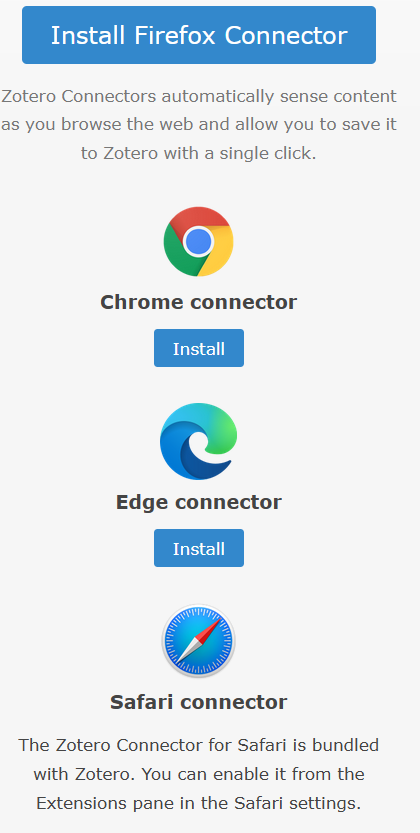 Install Firefox Connector
Zotero Connectors automatically sense content
as you browse the web and allow you to save it
to Zotero with a single click.
Chrome connector
Install
Edge connector
Install
Safari connector
The Zotero Connector for Safari is bundled
with Zotero. You can enable it from the
Extensions pane in the Safari settings.